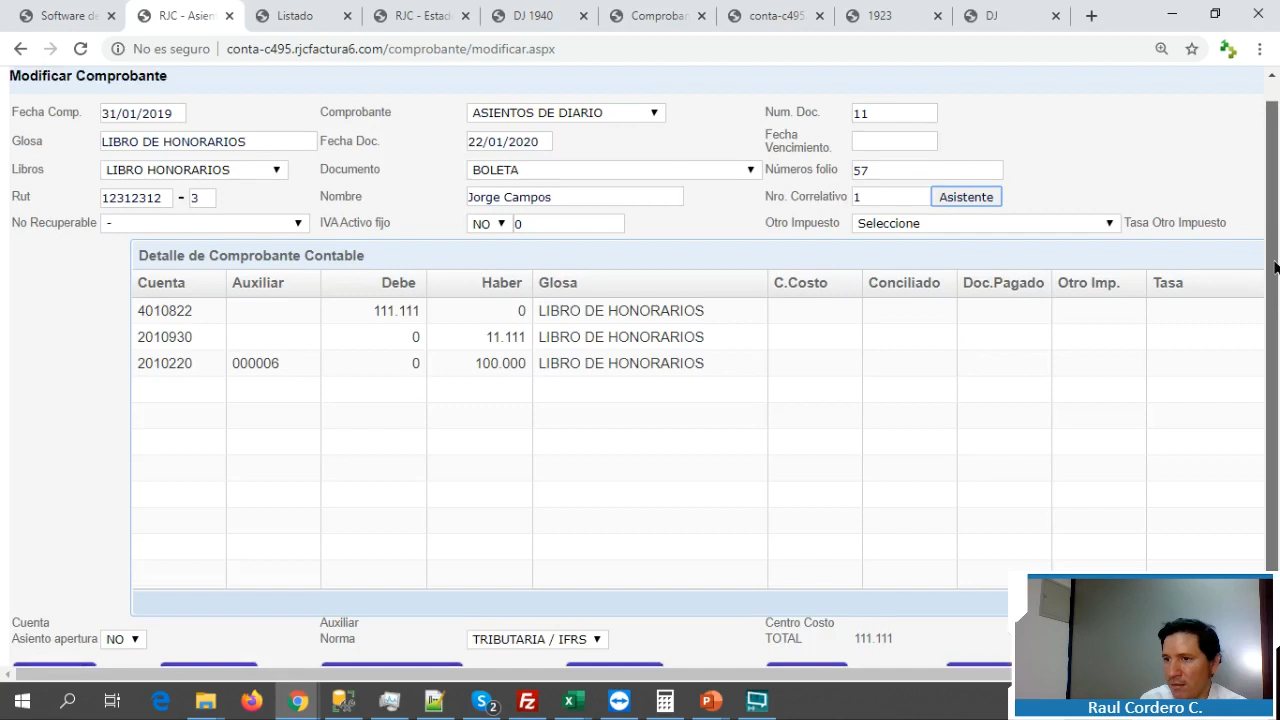 Software de
RJC - Asien
Listado
RJC - Estad
DJ 1940
Comproban
conta-c495.
1923
DJ
No es seguro
conta-c495.rjcfactura6.com/comprobante/modificar.aspx
Modificar Comprobante
Fecha Comp. 31/01/2019 Comprobante ASIENTOS DE DIARIO Num. Doc. 11
Glosa LIBRO DE HONORARIOS Fecha Doc. 22/01/2020 Fecha Vencimiento.
Libros LIBRO HONORARIOS Documento BOLETA Números folio 57
Rut 12312312 - 3 Nombre Jorge Campos Nro. Correlativo 1 Asistente
No Recuperable - IVA Activo fijo NO 0 Otro Impuesto Seleccione Tasa Otro Impuesto
Detalle de Comprobante Contable
Cuenta Auxiliar Debe Haber Glosa C.Costo Conciliado Doc.Pagado Otro Imp. Tasa
4010822 111.111 0 LIBRO DE HONORARIOS
2010930 0 11.111 LIBRO DE HONORARIOS
2010220 000006 0 100.000 LIBRO DE HONORARIOS
Cuenta Auxiliar Centro Costo
Asiento apertura NO Norma TRIBUTARIA / IFRS TOTAL 111.111
2
Raul Cordero C.